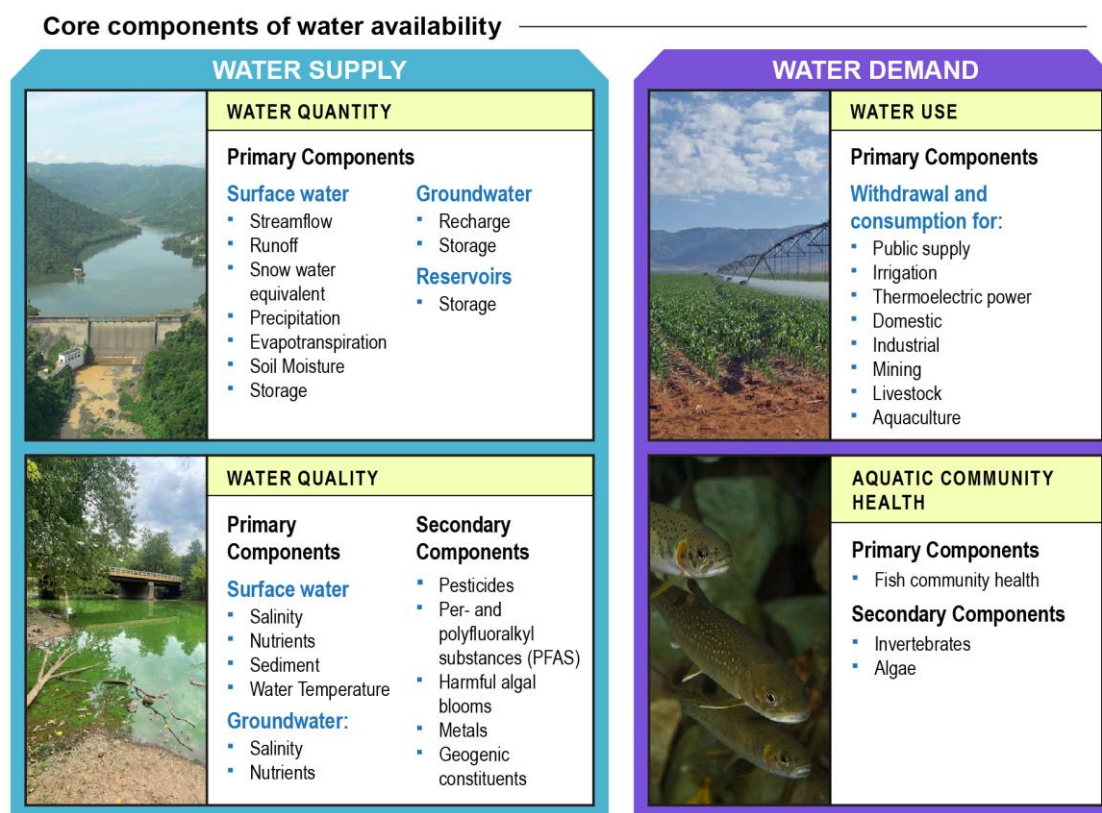 Core components of water availability
WATER SUPPLY
WATER QUANTITY
Primary Components
Surface water
Streamflow
Runoff
Snow water
equivalent
Precipitation
Evapotranspiration
Soil Moisture
Storage
Groundwater
Recharge
Storage
Reservoirs
Storage
WATER QUALITY
Primary
Components
Surface water
Salinity
Nutrients
Sediment
Water Temperature
Groundwater:
Salinity
Nutrients
Secondary
Components
Pesticides
Per- and
polyfluoralkyl
substances (PFAS)
Harmful algal
blooms
Metals
Geogenic
constituents
WATER DEMAND
WATER USE
Primary Components
Withdrawal and
consumption for:
Public supply
Irrigation
Thermoelectric power
Domestic
Industrial
Mining
Livestock
Aquaculture
AQUATIC COMMUNITY
HEALTH
Primary Components
Fish community health
Secondary Components
Invertebrates
Algae